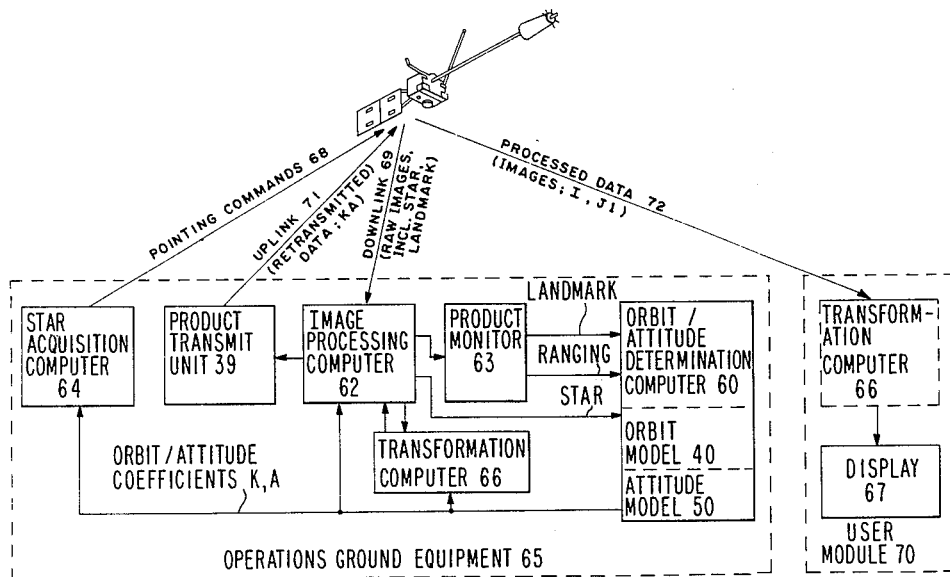 POINTING COMMANDS 68
UPLINK 71
(RETRANSMITTED)
DATA; KA)
DOWNLINK 69
(RAW IMAGES,
INCL. STAR,
LANDMARK)
PROCESSED DATA 72
(IMAGES; I, J1)
STAR
ACQUISITION
COMPUTER
64
PRODUCT
TRANSMIT
UNIT 39
IMAGE
PROCESSING
COMPUTER
62
PRODUCT
MONITOR
63
LANDMARK
RANGING
STAR
ORBIT /
ATTITUDE
DETERMINATION
COMPUTER 60
ORBIT
MODEL 40
ATTITUDE
MODEL 50
TRANSFORMATION
COMPUTER 66
ORBIT / ATTITUDE
COEFFICIENTS K,A
OPERATIONS GROUND EQUIPMENT 65
TRANSFORM-
ATION
COMPUTER
66
DISPLAY
67
USER
MODULE 70